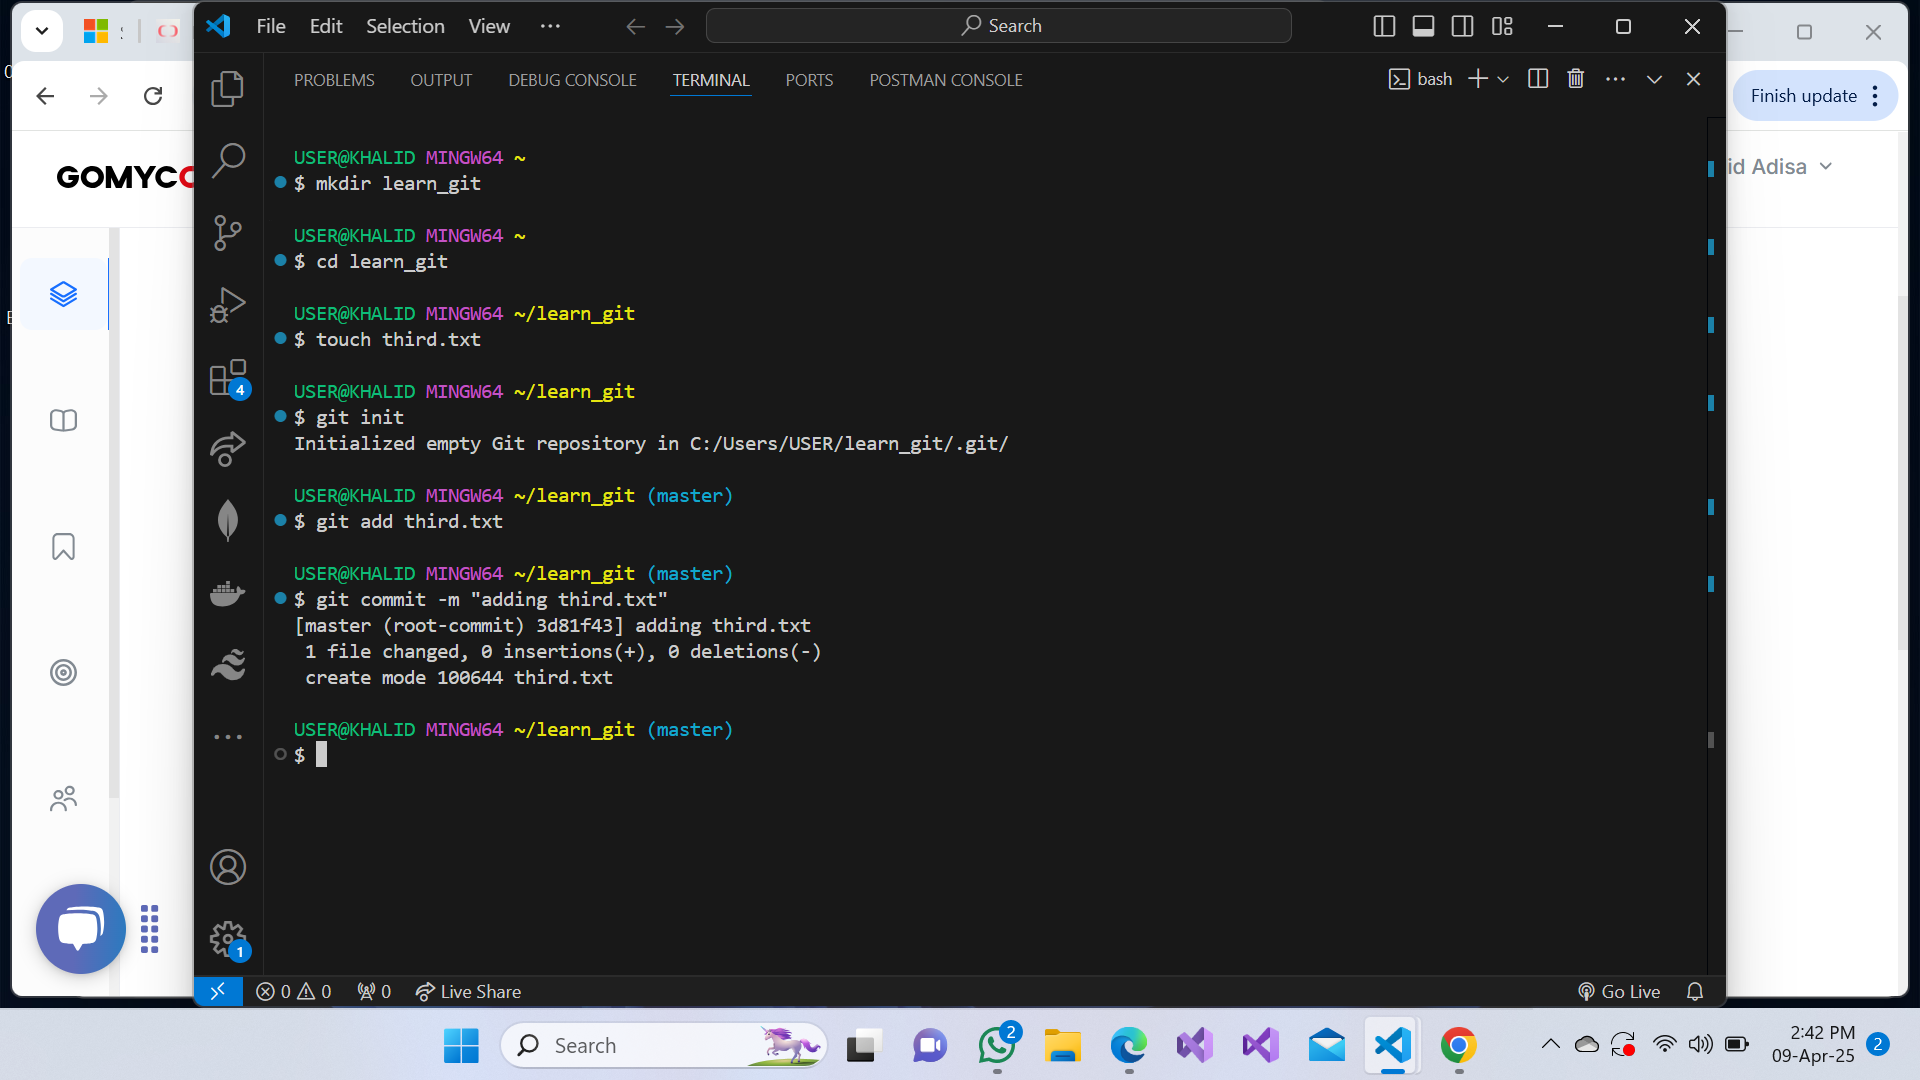 File Edit Selection View ··· Search
Finish update
GOMYC
id Adisa
PROBLEMS OUTPUT DEBUG CONSOLE TERMINAL PORTS POSTMAN CONSOLE bash
USER@KHALID MINGW64 ~
$ mkdir learn_git
USER@KHALID MINGW64 ~
$ cd learn_git
USER@KHALID MINGW64 ~/learn_git
$ touch third.txt
USER@KHALID MINGW64 ~/learn_git
$ git init
Initialized empty Git repository in C:/Users/USER/learn_git/.git/
USER@KHALID MINGW64 ~/learn_git (master)
$ git add third.txt
USER@KHALID MINGW64 ~/learn_git (master)
$ git commit -m "adding third.txt"
[master (root-commit) 3d81f43] adding third.txt
1 file changed, 0 insertions(+), 0 deletions(-)
create mode 100644 third.txt
USER@KHALID MINGW64 ~/learn_git (master)
$
4
1
0 0 0 Live Share Go Live
Search 2 2:42 PM
09-Apr-25 2